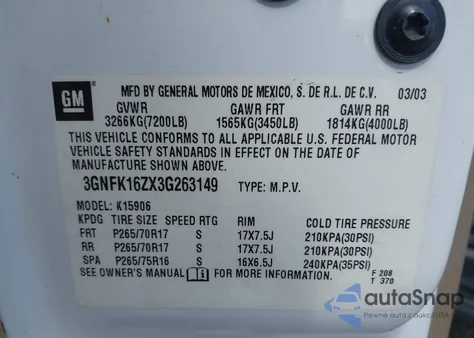 GM ® MFD BY GENERAL MOTORS DE MEXICO, S. DE R.L. DE C.V. 03/03
GVWR GAWR FRT GAWR RR
3266KG(7200LB) 1565KG(3450LB) 1814KG(4000LB)
THIS VEHICLE CONFORMS TO ALL APPLICABLE U.S. FEDERAL MOTOR
VEHICLE SAFETY STANDARDS IN EFFECT ON THE DATE OF
MANUFACTURE SHOWN ABOVE.
3GNFK16ZX3G263149 TYPE: M.P.V.
MODEL: K15906
KPDG TIRE SIZE SPEED RTG RIM COLD TIRE PRESSURE
FRT P265/70R17 S 17X7.5J 210KPA(30PSI)
RR P265/70R17 S 17X7.5J 210KPA(30PSI)
SPA P265/75R16 S 16X6.5J 240KPA(35PSI)
SEE OWNER'S MANUAL i FOR MORE INFORMATION. F 208
T 370
autoSnap
Pewne auta z aukcji USA